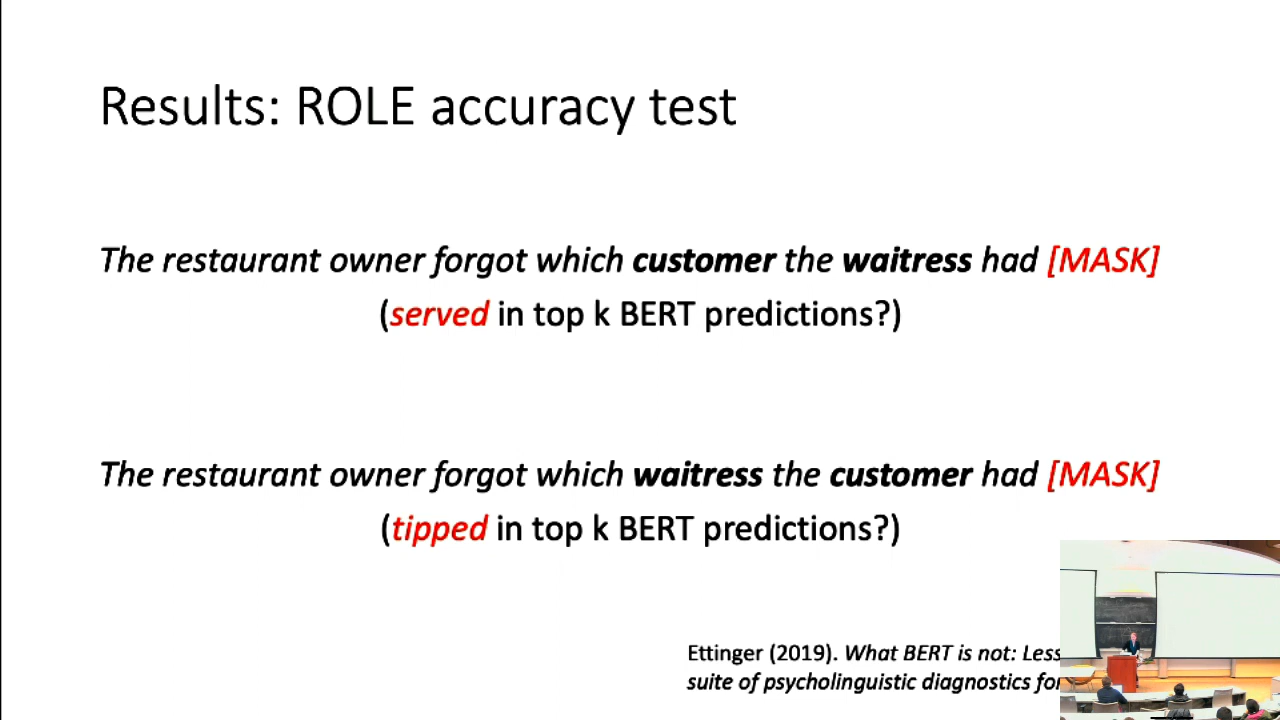 Results: ROLE accuracy test
The restaurant owner forgot which customer the waitress had [MASK]
(served in top k BERT predictions?)
The restaurant owner forgot which waitress the customer had [MASK]
(tipped in top k BERT predictions?)
Ettinger (2019). What BERT is not:
suite of psycholinguistic diagnostics